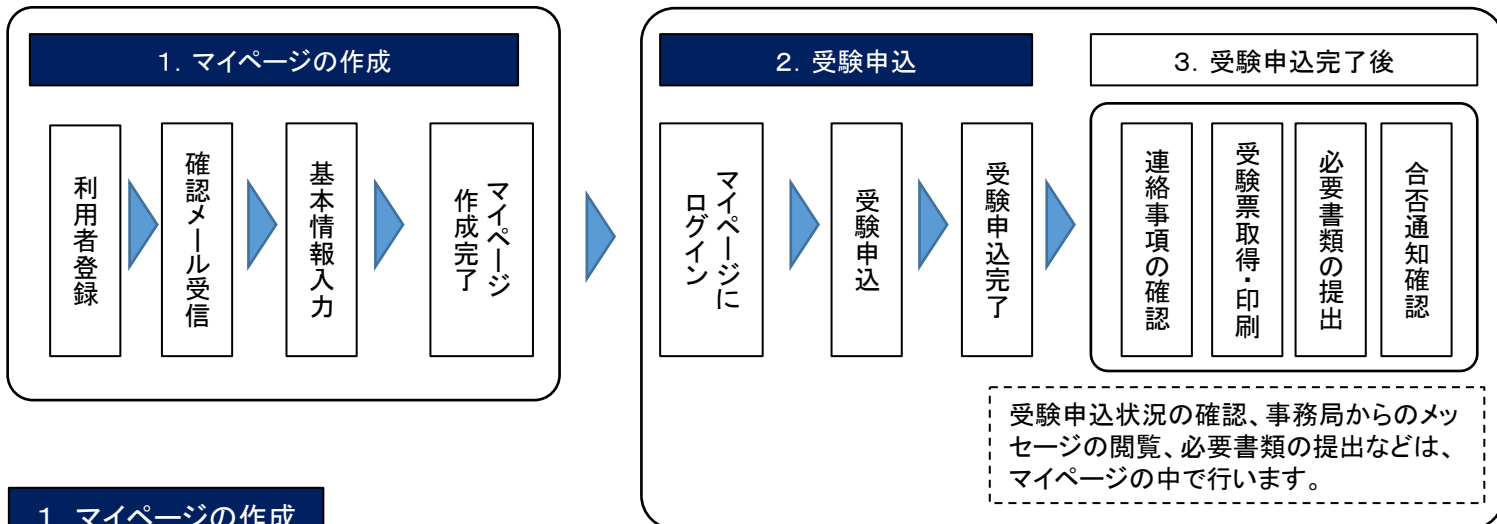 1．マイページの作成
利用者登録
確認メール受信
基本情報入力
マイページ
作成完了
2．受験申込
マイページに
ログイン
受験申込
受験申込完了
3．受験申込完了後
連絡事項の確認
受験票取得・印刷
必要書類の提出
合否通知確認
受験申込状況の確認、事務局からのメッ
セージの閲覧、必要書類の提出などは、
マイページの中で行います。
1．マイページの作成